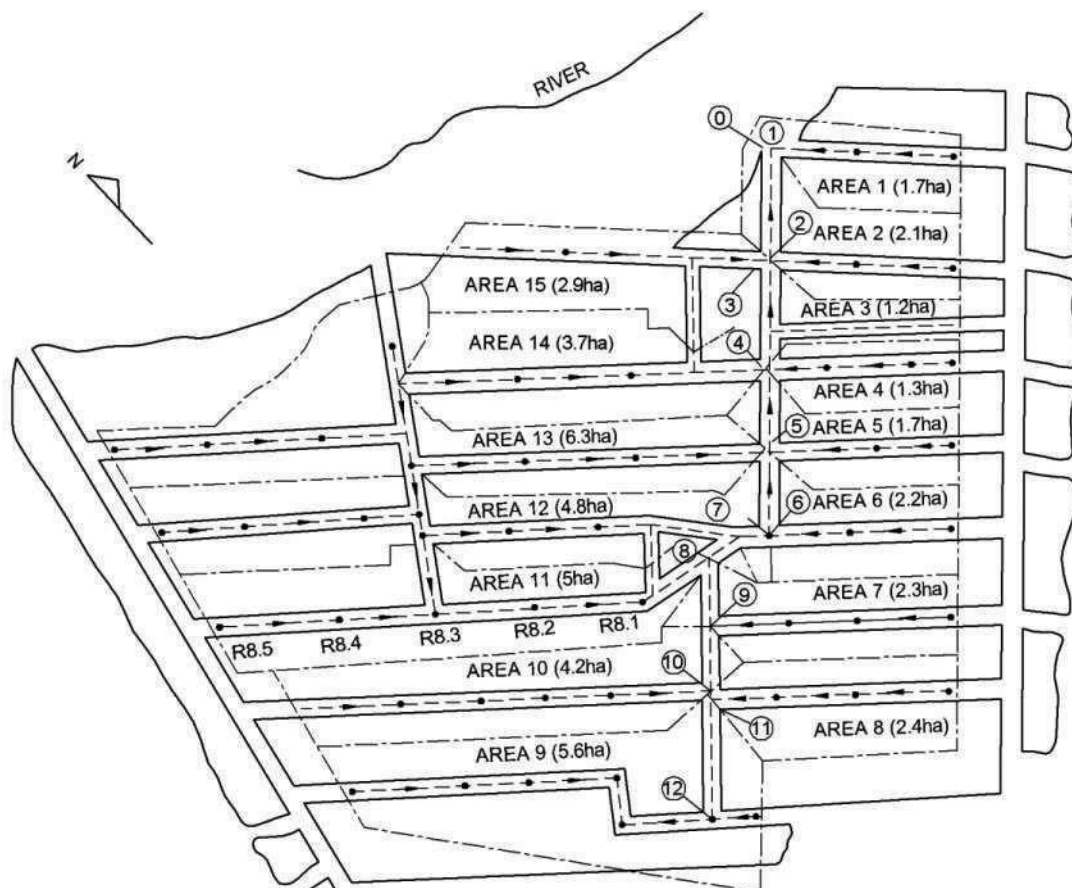 RIVER
N
0
1
AREA 1 (1.7ha)
2
AREA 2 (2.1ha)
AREA 15 (2.9ha)
3
AREA 3 (1.2ha)
AREA 14 (3.7ha)
4
AREA 4 (1.3ha)
AREA 13 (6.3ha)
5
AREA 5 (1.7ha)
AREA 12 (4.8ha)
7
6
AREA 6 (2.2ha)
8
AREA 11 (5ha)
9
AREA 7 (2.3ha)
R8.5 R8.4 R8.3 R8.2 R8.1
AREA 10 (4.2ha)
10
11
AREA 8 (2.4ha)
AREA 9 (5.6ha)
12